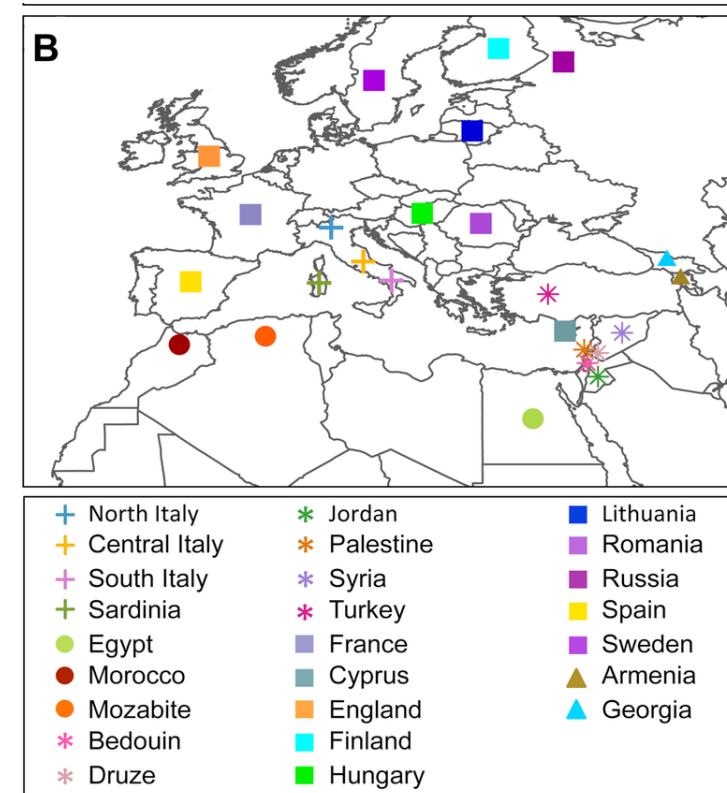 B
North Italy
Central Italy
South Italy
Sardinia
Egypt
Morocco
Mozabite
Bedouin
Druze
Jordan
Palestine
Syria
Turkey
France
Cyprus
England
Finland
Hungary
Lithuania
Romania
Russia
Spain
Sweden
Armenia
Georgia